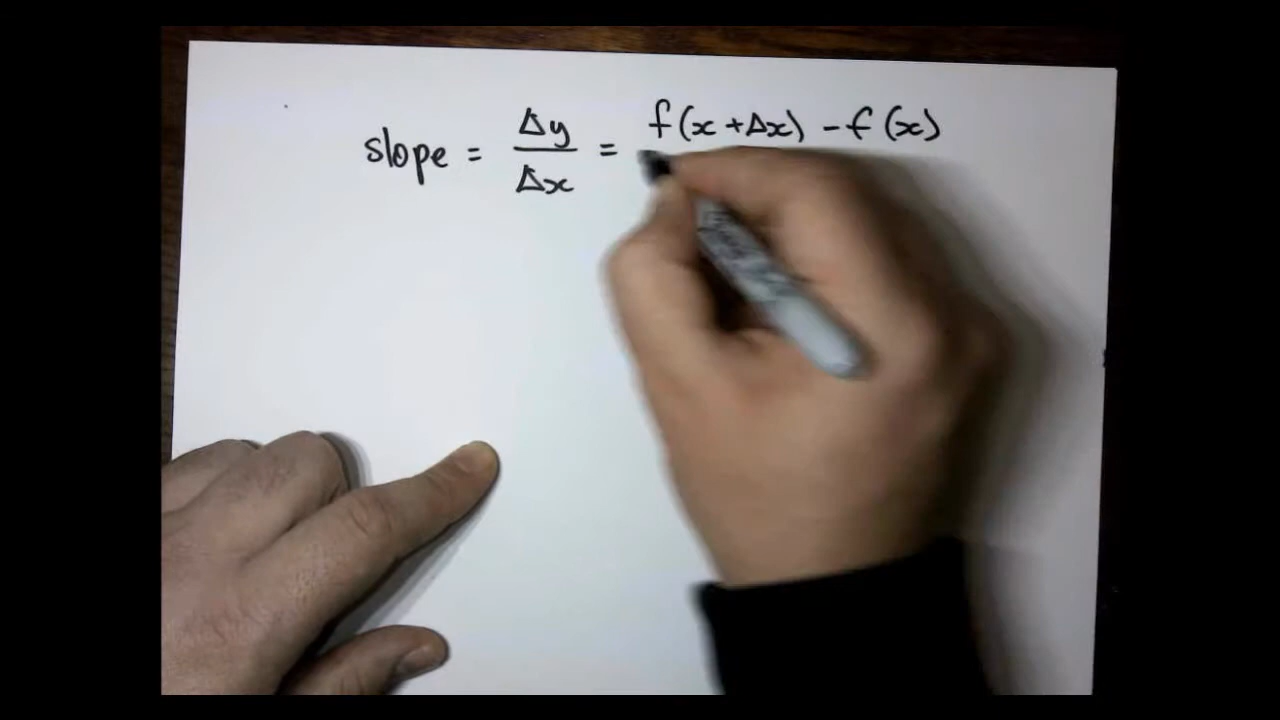 slope = Δy/Δx = f(x+Δx) - f(x)